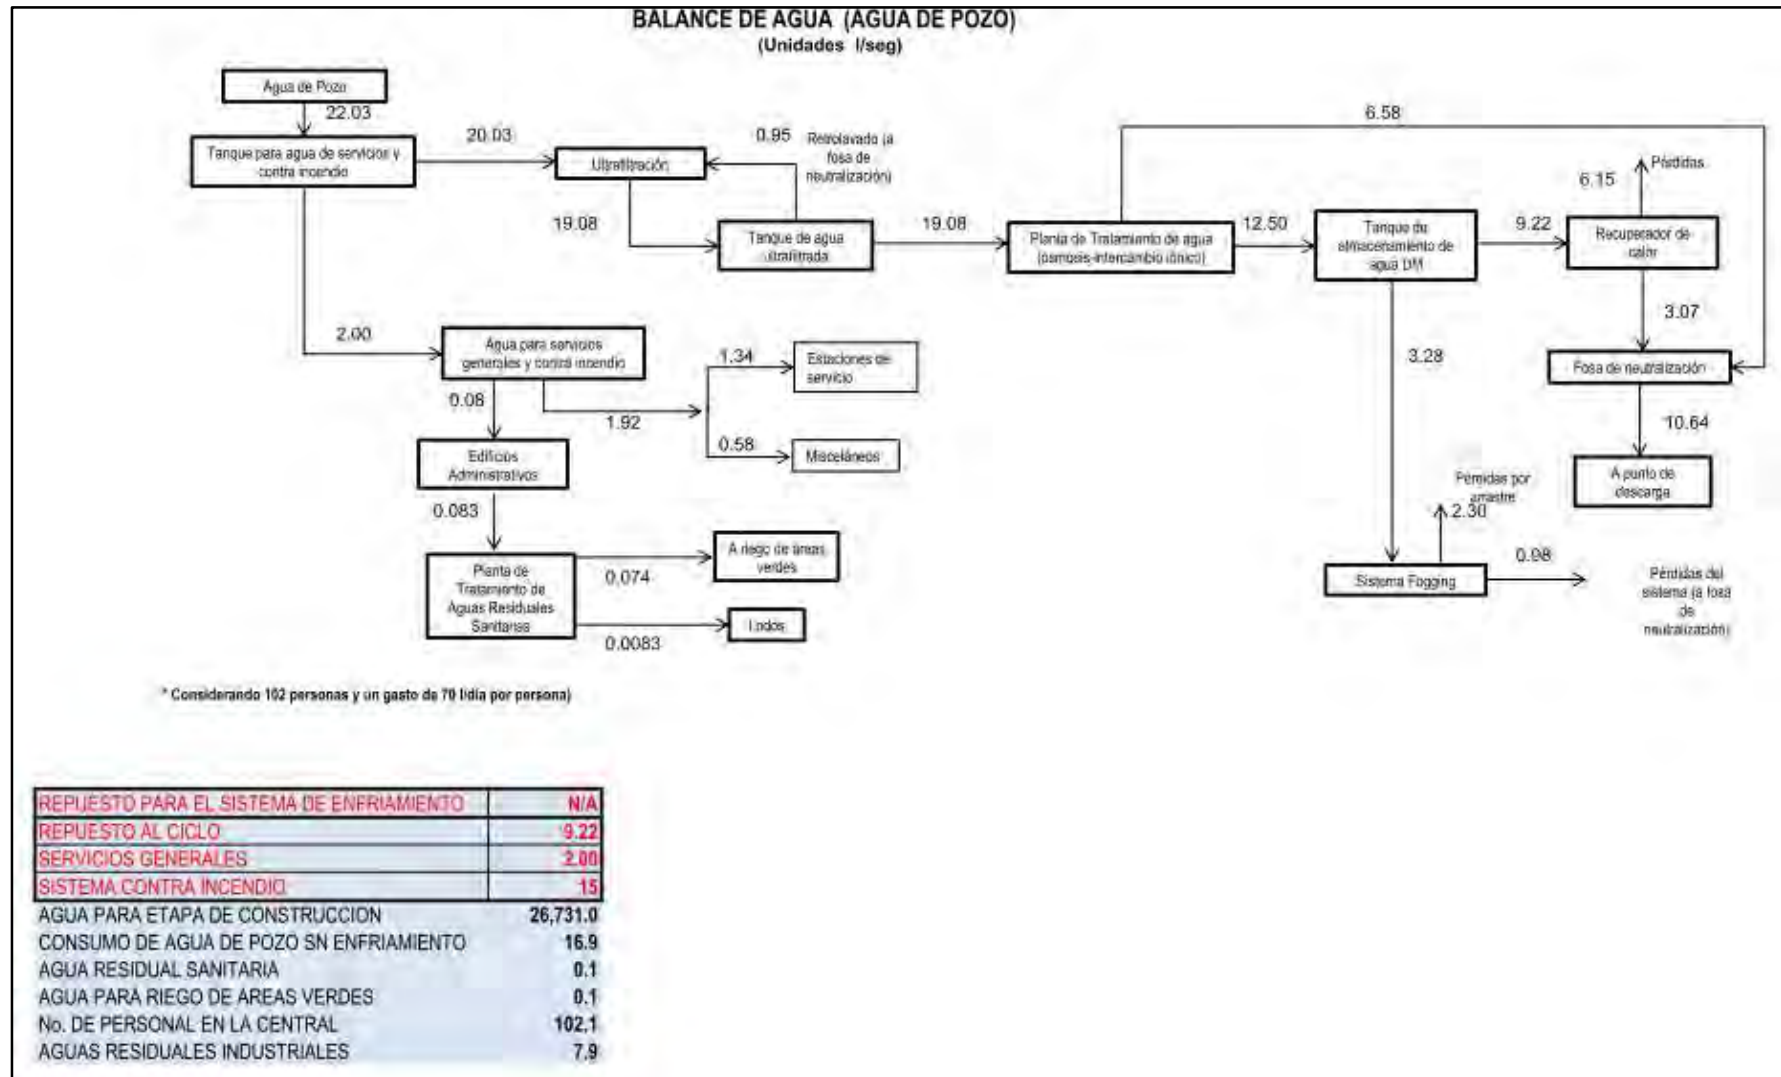 BALANCE DE AGUA (AGUA DE POZO)
(Unidades l/seg)
Agua de Pozo
22.03
Tanque para agua de servicios y
contra incendio
20.03
Ultrafiltración
0.95
Retrolavado (a
fosa de
neutralización)
6.58
19.08
Tanque de agua
ultrafiltrada
19.08
Planta de Tratamiento de agua
(osmosis-intercambio iónico)
12.50
Tanque de
almacenamiento de
agua DM
9.22
Recuperador de
calor
6.15
Pérdidas
3.07
Fosa de neutralización
10.64
A punto de
descarga
2.00
Agua para servicios
generales y contra incendio
0.08
1.92
1.34
Estaciones de
servicio
0.58
Misceláneos
Edificios
Administrativos
0.083
Planta de
Tratamiento de
Aguas Residuales
Sanitarias
0.074
A riego de áreas
verdes
0.0083
Lodos
3.28
Sistema Fogging
Pérdidas por
arrastre
2.30
0.98
Pérdidas del
sistema (a fosa
de
neutralización)
* Considerando 102 personas y un gasto de 70 l/día por persona)
REPUESTO PARA EL SISTEMA DE ENFRIAMIENTO N/A
REPUESTO AL CICLO 9.22
SERVICIOS GENERALES 2.00
SISTEMA CONTRA INCENDIO 15
AGUA PARA ETAPA DE CONSTRUCCION 26,731.0
CONSUMO DE AGUA DE POZO SN ENFRIAMIENTO 16.9
AGUA RESIDUAL SANITARIA 0.1
AGUA PARA RIEGO DE AREAS VERDES 0.1
No. DE PERSONAL EN LA CENTRAL 102.1
AGUAS RESIDUALES INDUSTRIALES 7.9